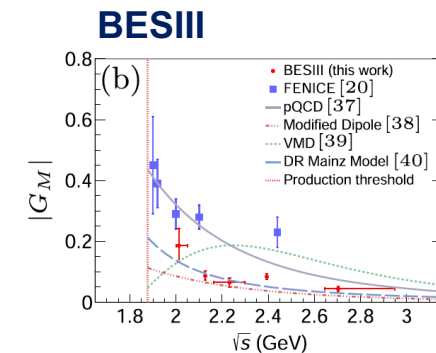 BESIII
(b)
BESIII (this work)
FENICE [20]
pQCD [37]
Modified Dipole [38]
VMD [39]
DR Mainz Model [40]
Production threshold
|G_M|
0.8
0.6
0.4
0.2
0
1.8 2 2.2 2.4 2.6 2.8 3
√s (GeV)